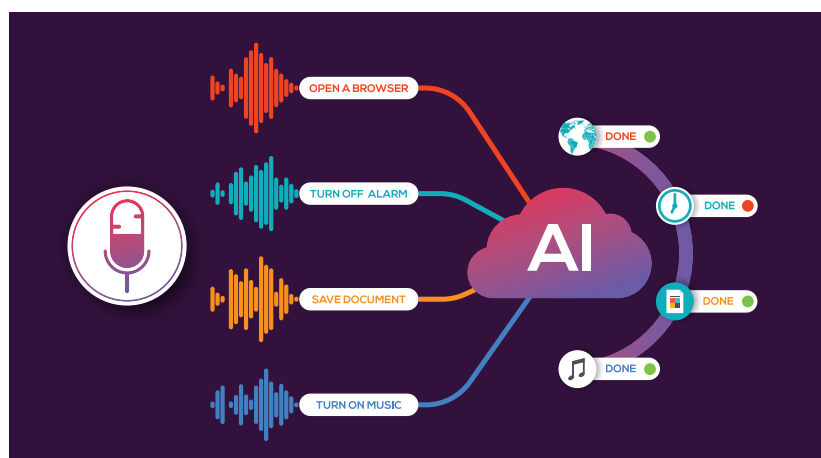 OPEN A BROWSER
TURN OFF ALARM
SAVE DOCUMENT
TURN ON MUSIC
AI
DONE
DONE
DONE
DONE